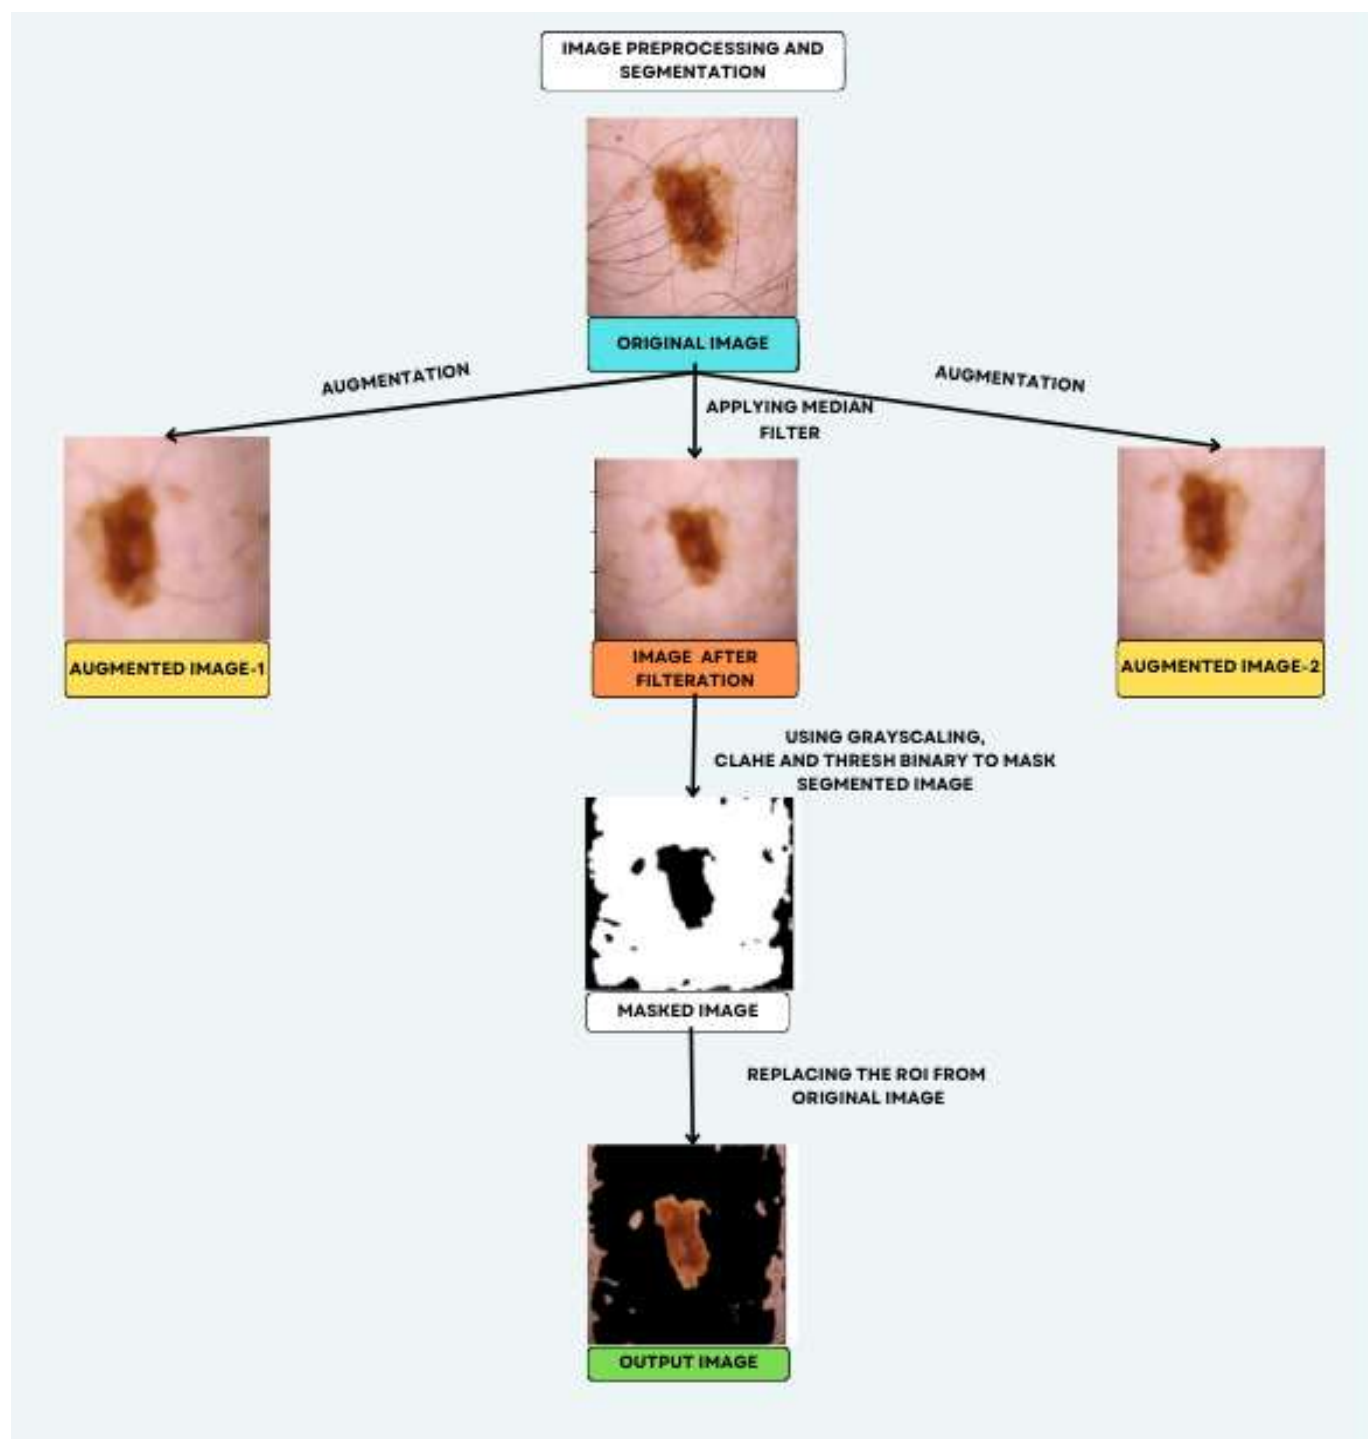 IMAGE PREPROCESSING AND
SEGMENTATION
ORIGINAL IMAGE
AUGMENTATION
AUGMENTATION
APPLYING MEDIAN
FILTER
AUGMENTED IMAGE-1
IMAGE AFTER
FILTERATION
AUGMENTED IMAGE-2
USING GRAYSCALING,
CLAHE AND THRESH BINARY TO MASK
SEGMENTED IMAGE
MASKED IMAGE
REPLACING THE ROI FROM
ORIGINAL IMAGE
OUTPUT IMAGE